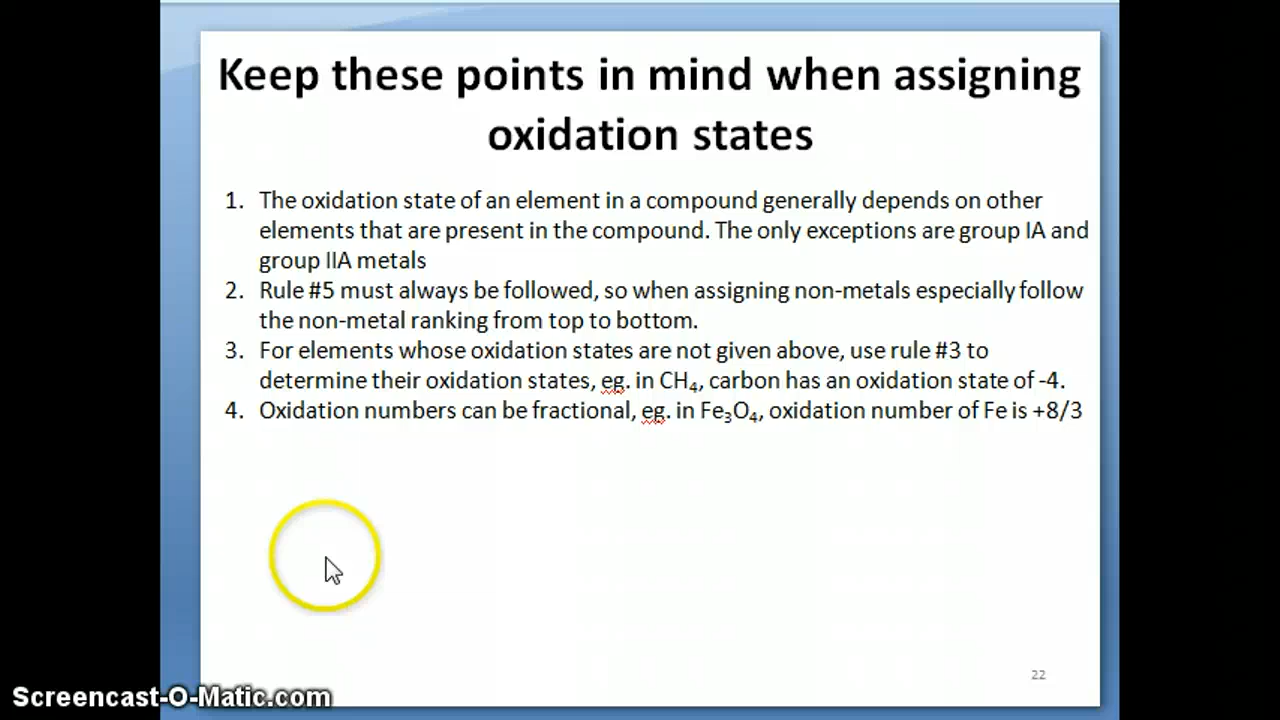 Keep these points in mind when assigning
oxidation states
1. The oxidation state of an element in a compound generally depends on other
elements that are present in the compound. The only exceptions are group IA and
group IIA metals
2. Rule #5 must always be followed, so when assigning non-metals especially follow
the non-metal ranking from top to bottom.
3. For elements whose oxidation states are not given above, use rule #3 to
determine their oxidation states, eg. in CH₄, carbon has an oxidation state of -4.
4. Oxidation numbers can be fractional, eg. in Fe₃O₄, oxidation number of Fe is +8/3
22
Screencast-O-Matic.com